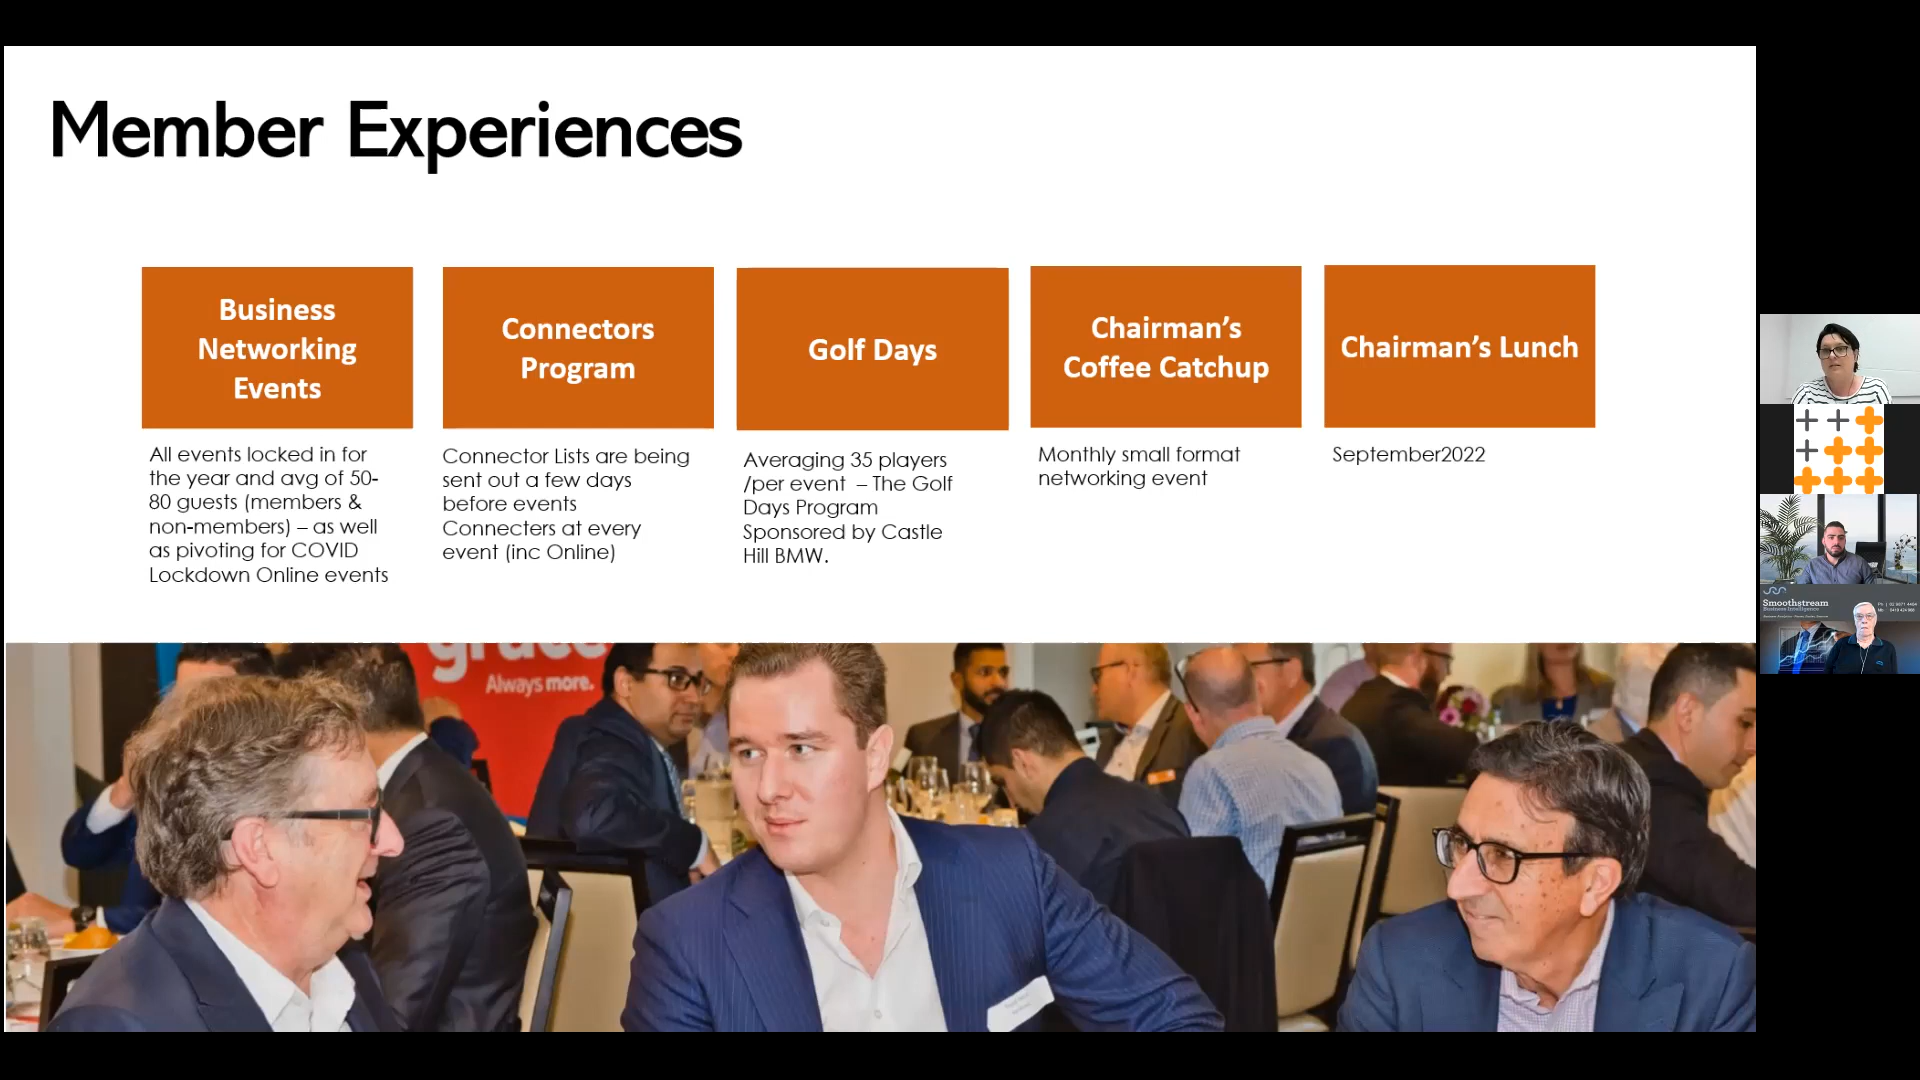 Member Experiences
Business
Networking
Events
All events locked in for
the year and avg of 50-
80 guests (members &
non-members) – as well
as pivoting for COVID
Lockdown Online events
Connectors
Program
Connector Lists are being
sent out a few days
before events
Connecters at every
event (inc Online)
Golf Days
Averaging 35 players
/per event – The Golf
Days Program
Sponsored by Castle
Hill BMW.
Chairman’s
Coffee Catchup
Monthly small format
networking event
Chairman’s Lunch
September2022
Always more.
Smoothstream
Business Intelligence